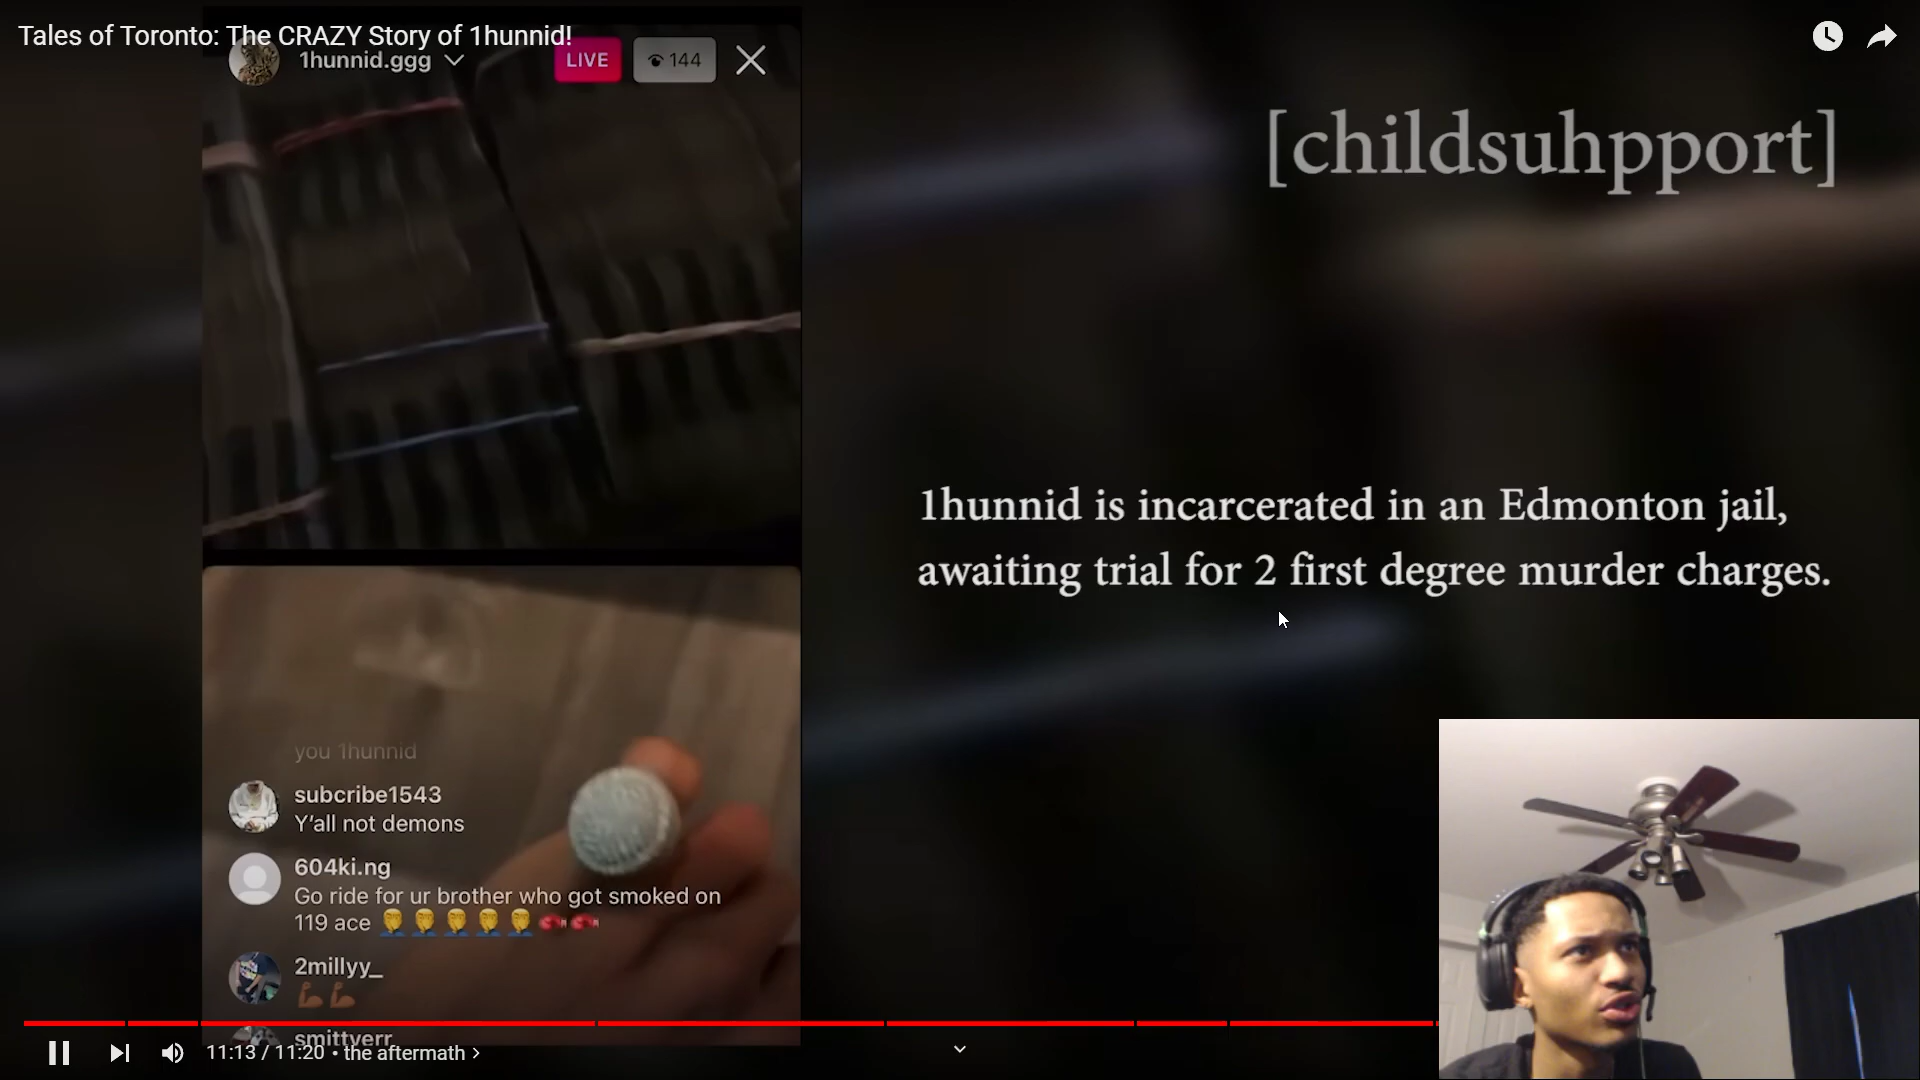 Tales of Toronto: The CRAZY Story of 1hunnid!
1hunnid.ggg
LIVE
144
[childsuhpport]
1hunnid is incarcerated in an Edmonton jail,
awaiting trial for 2 first degree murder charges.
you 1hunnid
subcribe1543
Y'all not demons
604ki.ng
Go ride for ur brother who got smoked on
119 ace 🤦‍♂️🤦‍♂️🤦‍♂️🤦‍♂️🤦‍♂️🥊🥊
2millyy_
💪🏾💪🏾
smittyerr
11:13 / 11:20 • the aftermath >